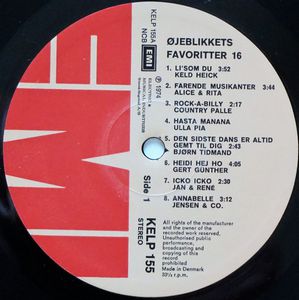 KELP 155A
NCB
EMI
℗ 1974
ØJEBLIKKETS
FAVORITTER 16
1. LI'SOM DU 3:52
KELD HEICK
2. FARENDE MUSIKANTER 3:44
ALICE & RITA
3. ROCK-A-BILLY 2:17
COUNTRY PALLE
4. HASTA MANANA
ULLA PIA
5. DEN SIDSTE DANS ER ALTID
GEMT TIL DIG 2:43
BJØRN TIDMAND
6. HEIDI HEJ HO 4:05
GERT GÜNTHER
7. ICKO ICKO 2:30
JAN & RENÉ
8. ANNABELLE 3:12
JENSEN & CO.
Side 1
KELP 155
STEREO
All rights of the manufacturer
and the owner of the
recorded work reserved.
Unauthorised public
performance,
broadcasting and
copying of this
record prohibited
Made in Denmark
33⅓ r.p.m.